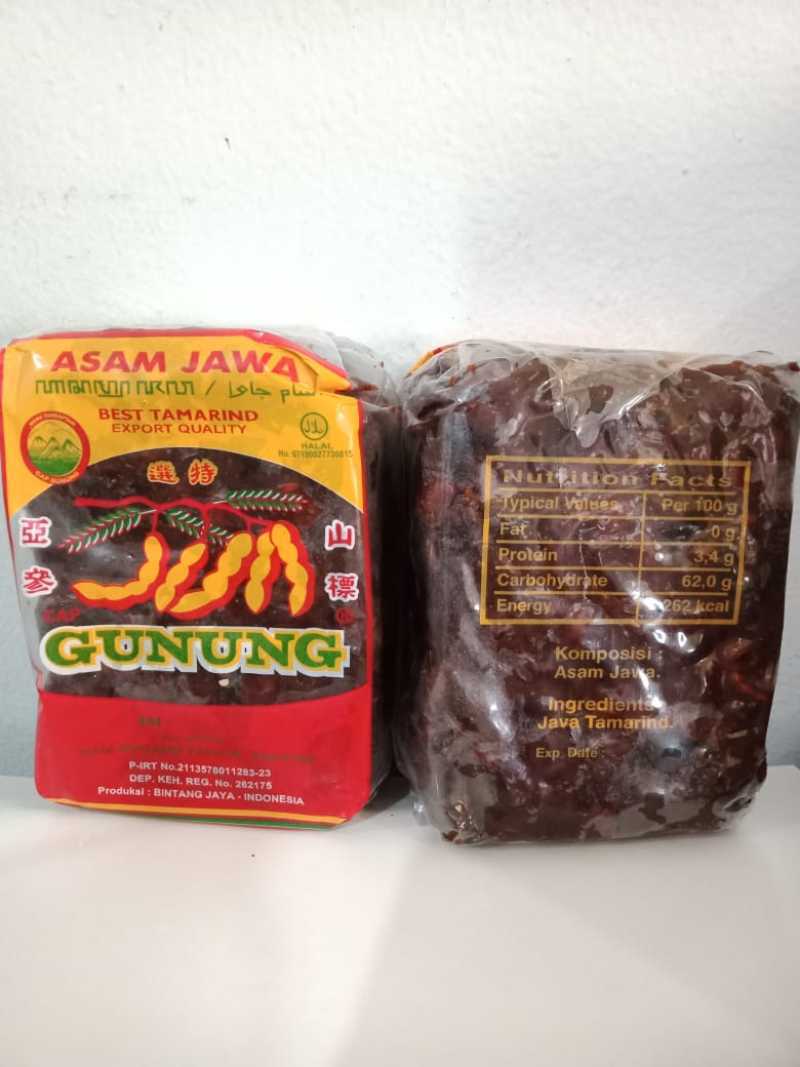 ASAM JAWA
ꦲꦱꦩ꧀ꦗꦮ / اسام جاوي
BEST TAMARIND
EXPORT QUALITY
HALAL
選特
亞參
山標
CAP
GUNUNG
P-IRT No.2113578011283-23
DEP. KEH. REG. No. 262175
Produksi : BINTANG JAYA - INDONESIA
Nutrition Facts
Typical Values Per 100 g
Fat 0 g
Protein 3,4 g
Carbohydrate 62,0 g
Energy 262 kcal
Komposisi :
Asam Jawa.
Ingredients
Java Tamarind.
Exp. Date :